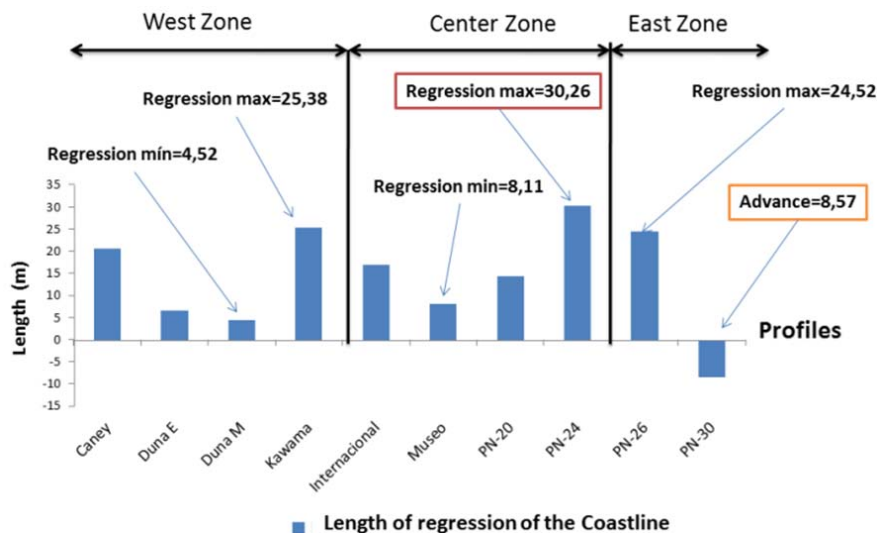 West Zone
Center Zone
East Zone
Regression max=25,38
Regression max=30,26
Regression max=24,52
Regression mín=4,52
Regression min=8,11
Advance=8,57
Length (m)
35
30
25
20
15
10
5
0
-5
-10
-15
Profiles
Caney
Duna E
Duna M
Kawama
Internacional
Museo
PN-20
PN-24
PN-26
PN-30
Length of regression of the Coastline